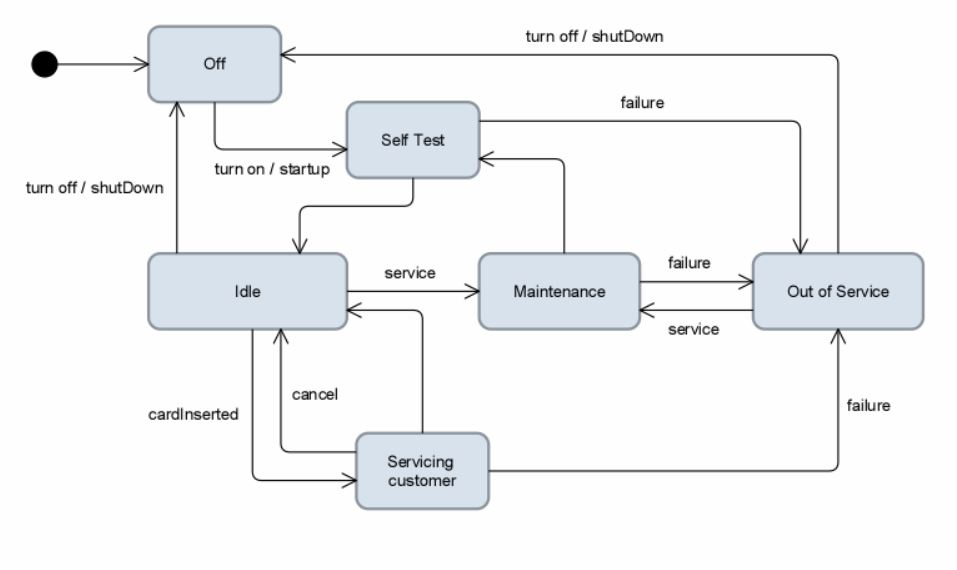 turn off / shutDown
Off
failure
Self Test
turn on / startup
turn off / shutDown
service
failure
Idle
Maintenance
Out of Service
service
cancel
cardInserted
failure
Servicing
customer